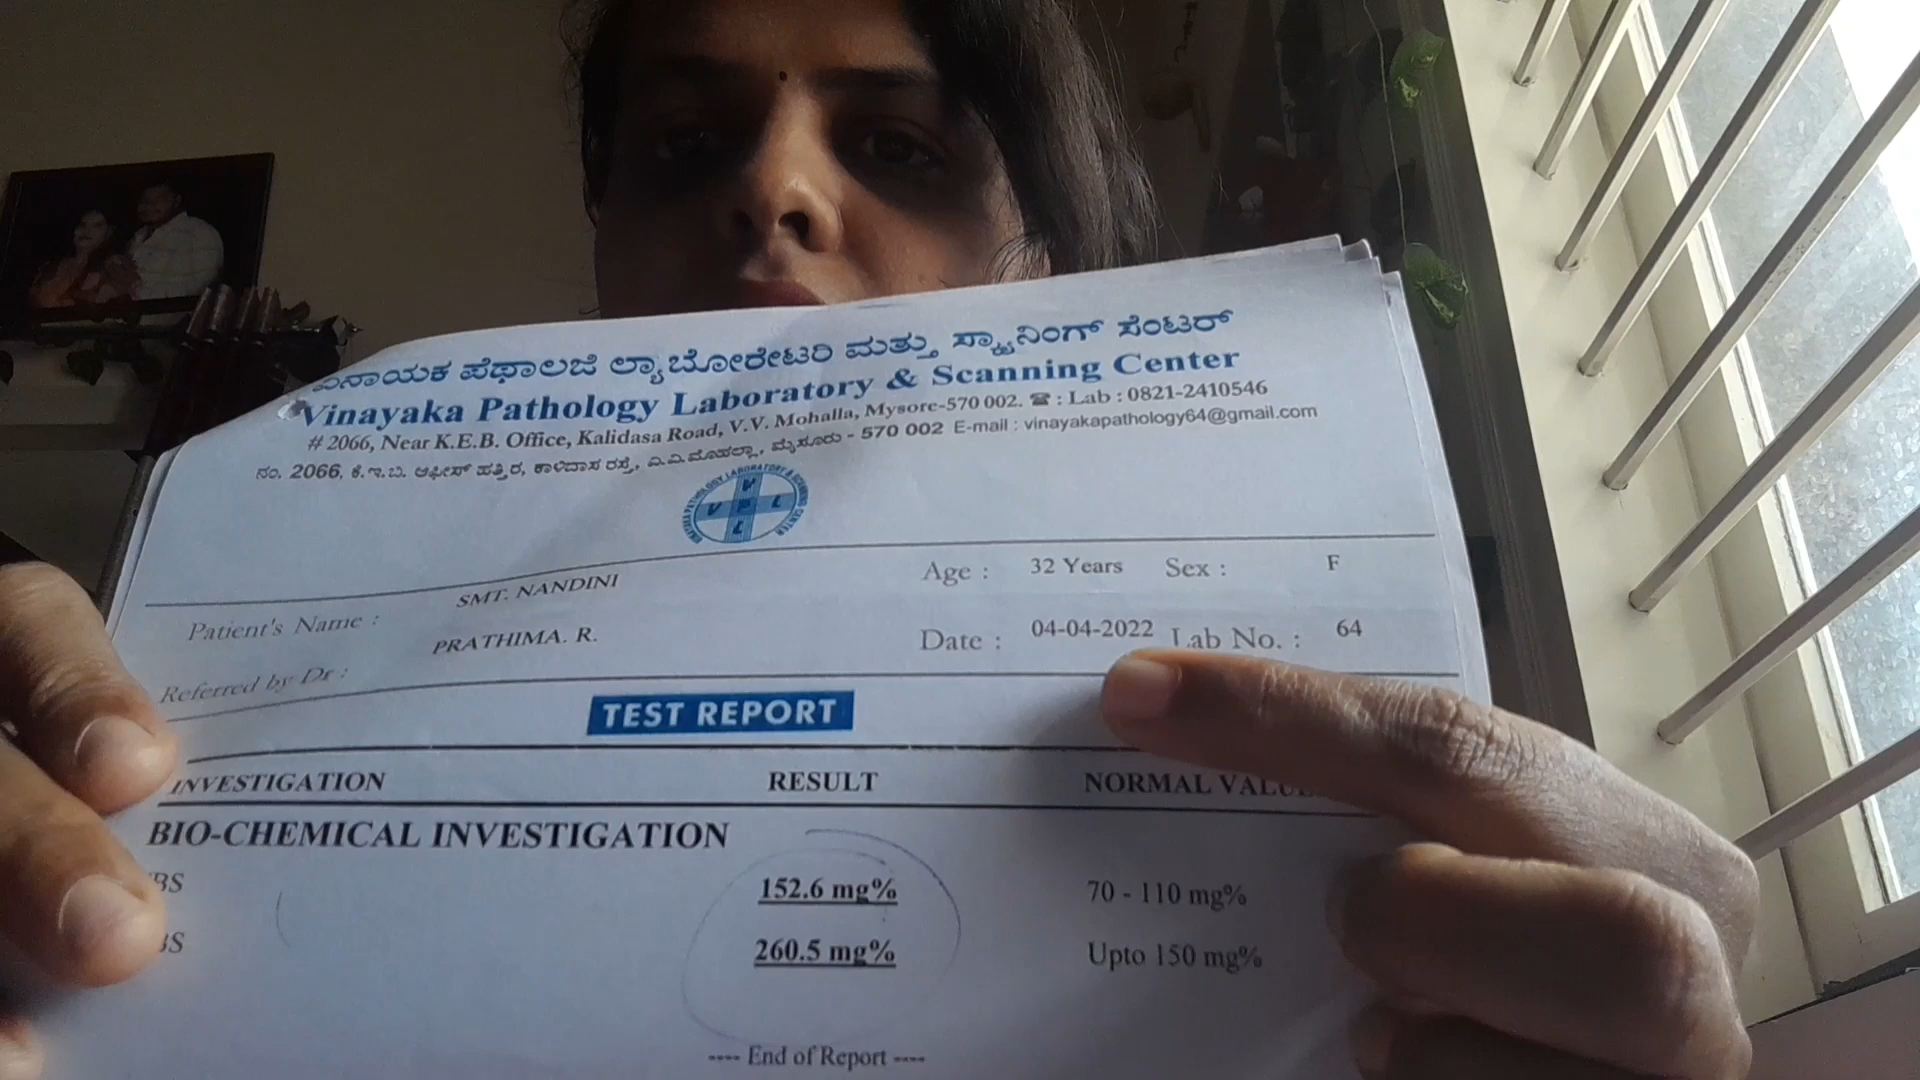 ವಿನಾಯಕ ಪೆಥಾಲಜಿ ಲ್ಯಾಬೋರೇಟರಿ ಮತ್ತು ಸ್ಕ್ಯಾನಿಂಗ್ ಸೆಂಟರ್
Vinayaka Pathology Laboratory & Scanning Center
# 2066, Near K.E.B. Office, Kalidasa Road, V.V. Mohalla, Mysore-570 002. ☎ : Lab : 0821-2410546
ನಂ. 2066, ಕೆ.ಇ.ಬಿ. ಆಫೀಸ್ ಹತ್ತಿರ, ಕಾಳಿದಾಸ ರಸ್ತೆ, ವಿ.ವಿ.ಮೊಹಲ್ಲಾ, ಮೈಸೂರು - 570 002 E-mail : vinayakapathology64@gmail.com
VPL
Patient's Name : SMT. NANDINI Age : 32 Years Sex : F
Referred by Dr : PRATHIMA. R. Date : 04-04-2022 Lab No. : 64
TEST REPORT
INVESTIGATION RESULT NORMAL
BIO-CHEMICAL INVESTIGATION
BS 152.6 mg% 70 - 110 mg%
BS 260.5 mg% Upto 150 mg%
---- End of Report ----